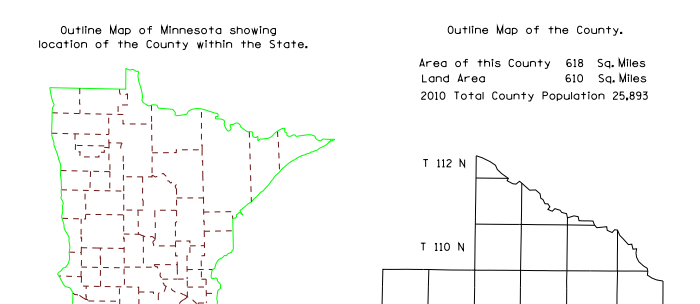 Outline Map of Minnesota showing
location of the County within the State.
Outline Map of the County.
Area of this County 618 Sq. Miles
Land Area 610 Sq. Miles
2010 Total County Population 25,893
T 112 N
T 110 N